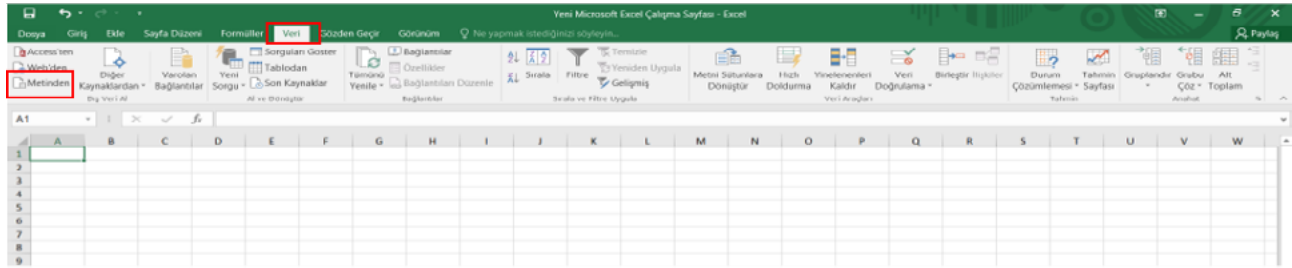 Yeni Microsoft Excel Çalışma Sayfası - Excel
Dosya Giriş Ekle Sayfa Düzeni Formüller Veri Gözden Geçir Görünüm Ne yapmak istediğinizi söyleyin... Paylaş
Access'ten
Web'den
Metinden
Diğer Kaynaklardan
Varolan Bağlantılar
Dış Veri Al
Yeni Sorgu
Sorguları Göster
Tablodan
Son Kaynaklar
Al ve Dönüştür
Tümünü Yenile
Bağlantılar
Özellikler
Bağlantıları Düzenle
Bağlantılar
Sırala
Filtre
Temizle
Yeniden Uygula
Gelişmiş
Sırala ve Filtre Uygula
Metni Sütunlara Dönüştür
Hızlı Doldurma
Yinelenenleri Kaldır
Veri Doğrulama
Birleştir
İlişkiler
Veri Araçları
Durum Çözümlemesi
Tahmin Sayfası
Tahmin
Gruplandır
Grubu Çöz
Alt Toplam
Anahat
A1 fx
A B C D E F G H I J K L M N O P Q R S T U V W
1
2
3
4
5
6
7
8
9